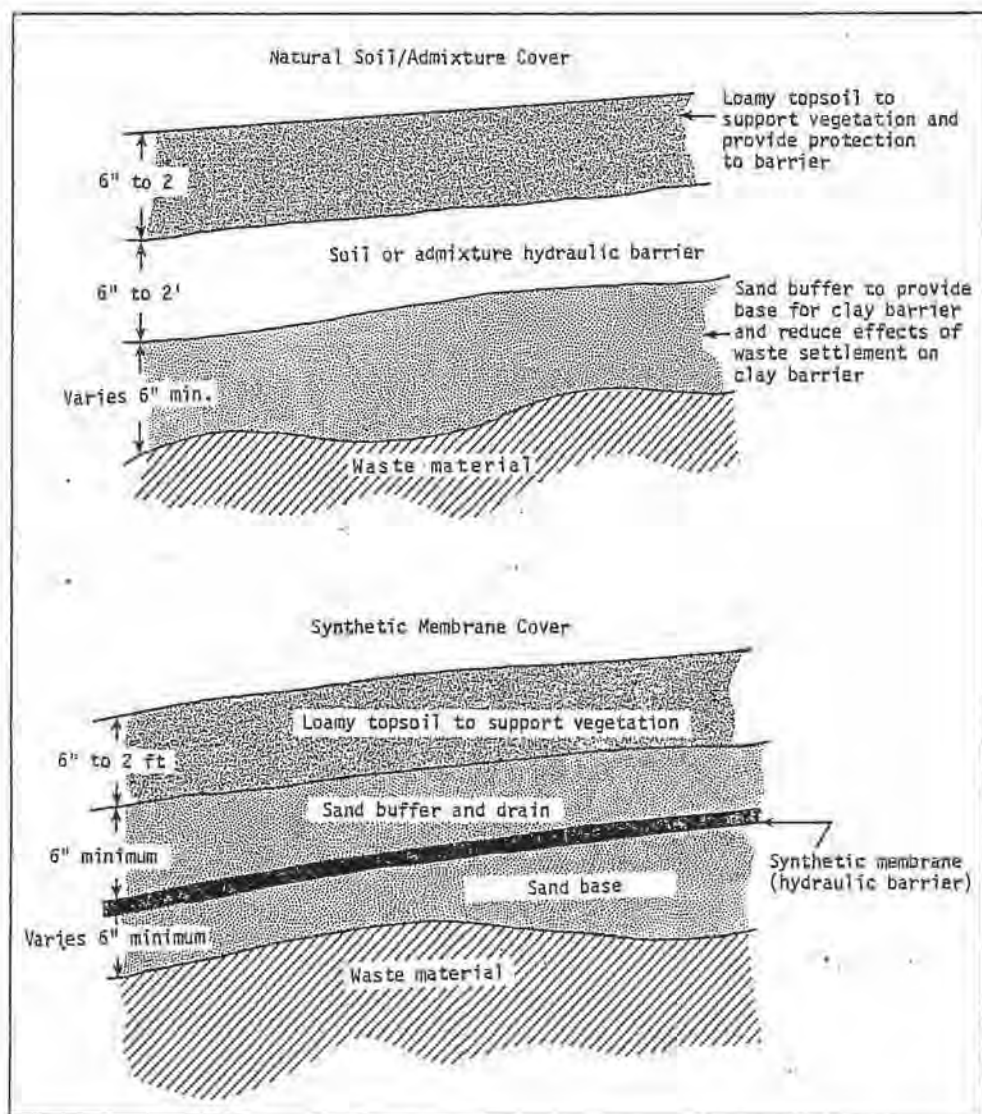 Natural Soil/Admixture Cover
Loamy topsoil to
support vegetation and
provide protection
to barrier
6" to 2
Soil or admixture hydraulic barrier
6" to 2'
Sand buffer to provide
base for clay barrier
and reduce effects of
waste settlement on
clay barrier
Varies 6" min.
Waste material
Synthetic Membrane Cover
Loamy topsoil to support vegetation
6" to 2 ft
Sand buffer and drain
6" minimum
Synthetic membrane
(hydraulic barrier)
Sand base
Varies 6" minimum
Waste material